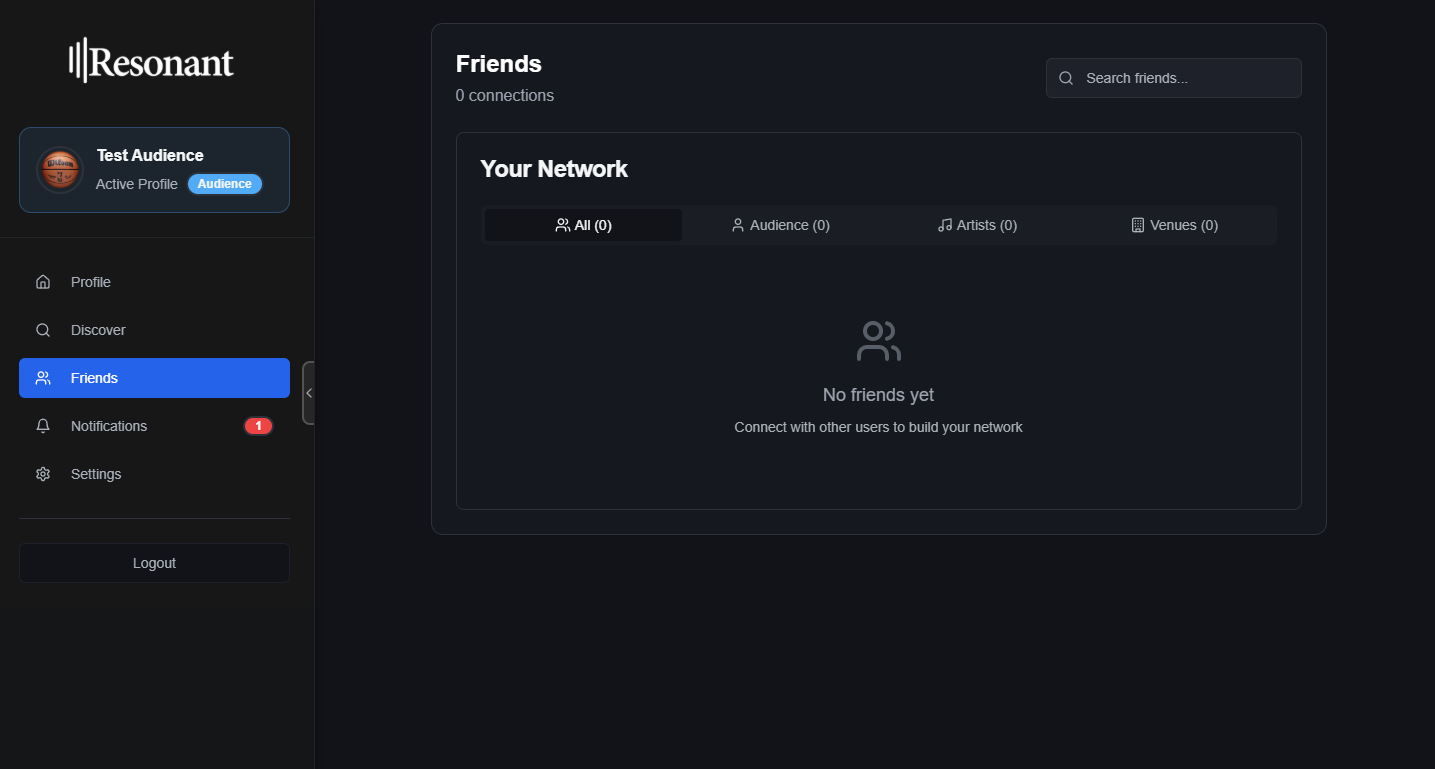 Resonant
Test Audience
Active Profile
Audience
Profile
Discover
Friends
Notifications
1
Settings
Logout
Friends
0 connections
Search friends...
Your Network
All (0)
Audience (0)
Artists (0)
Venues (0)
No friends yet
Connect with other users to build your network